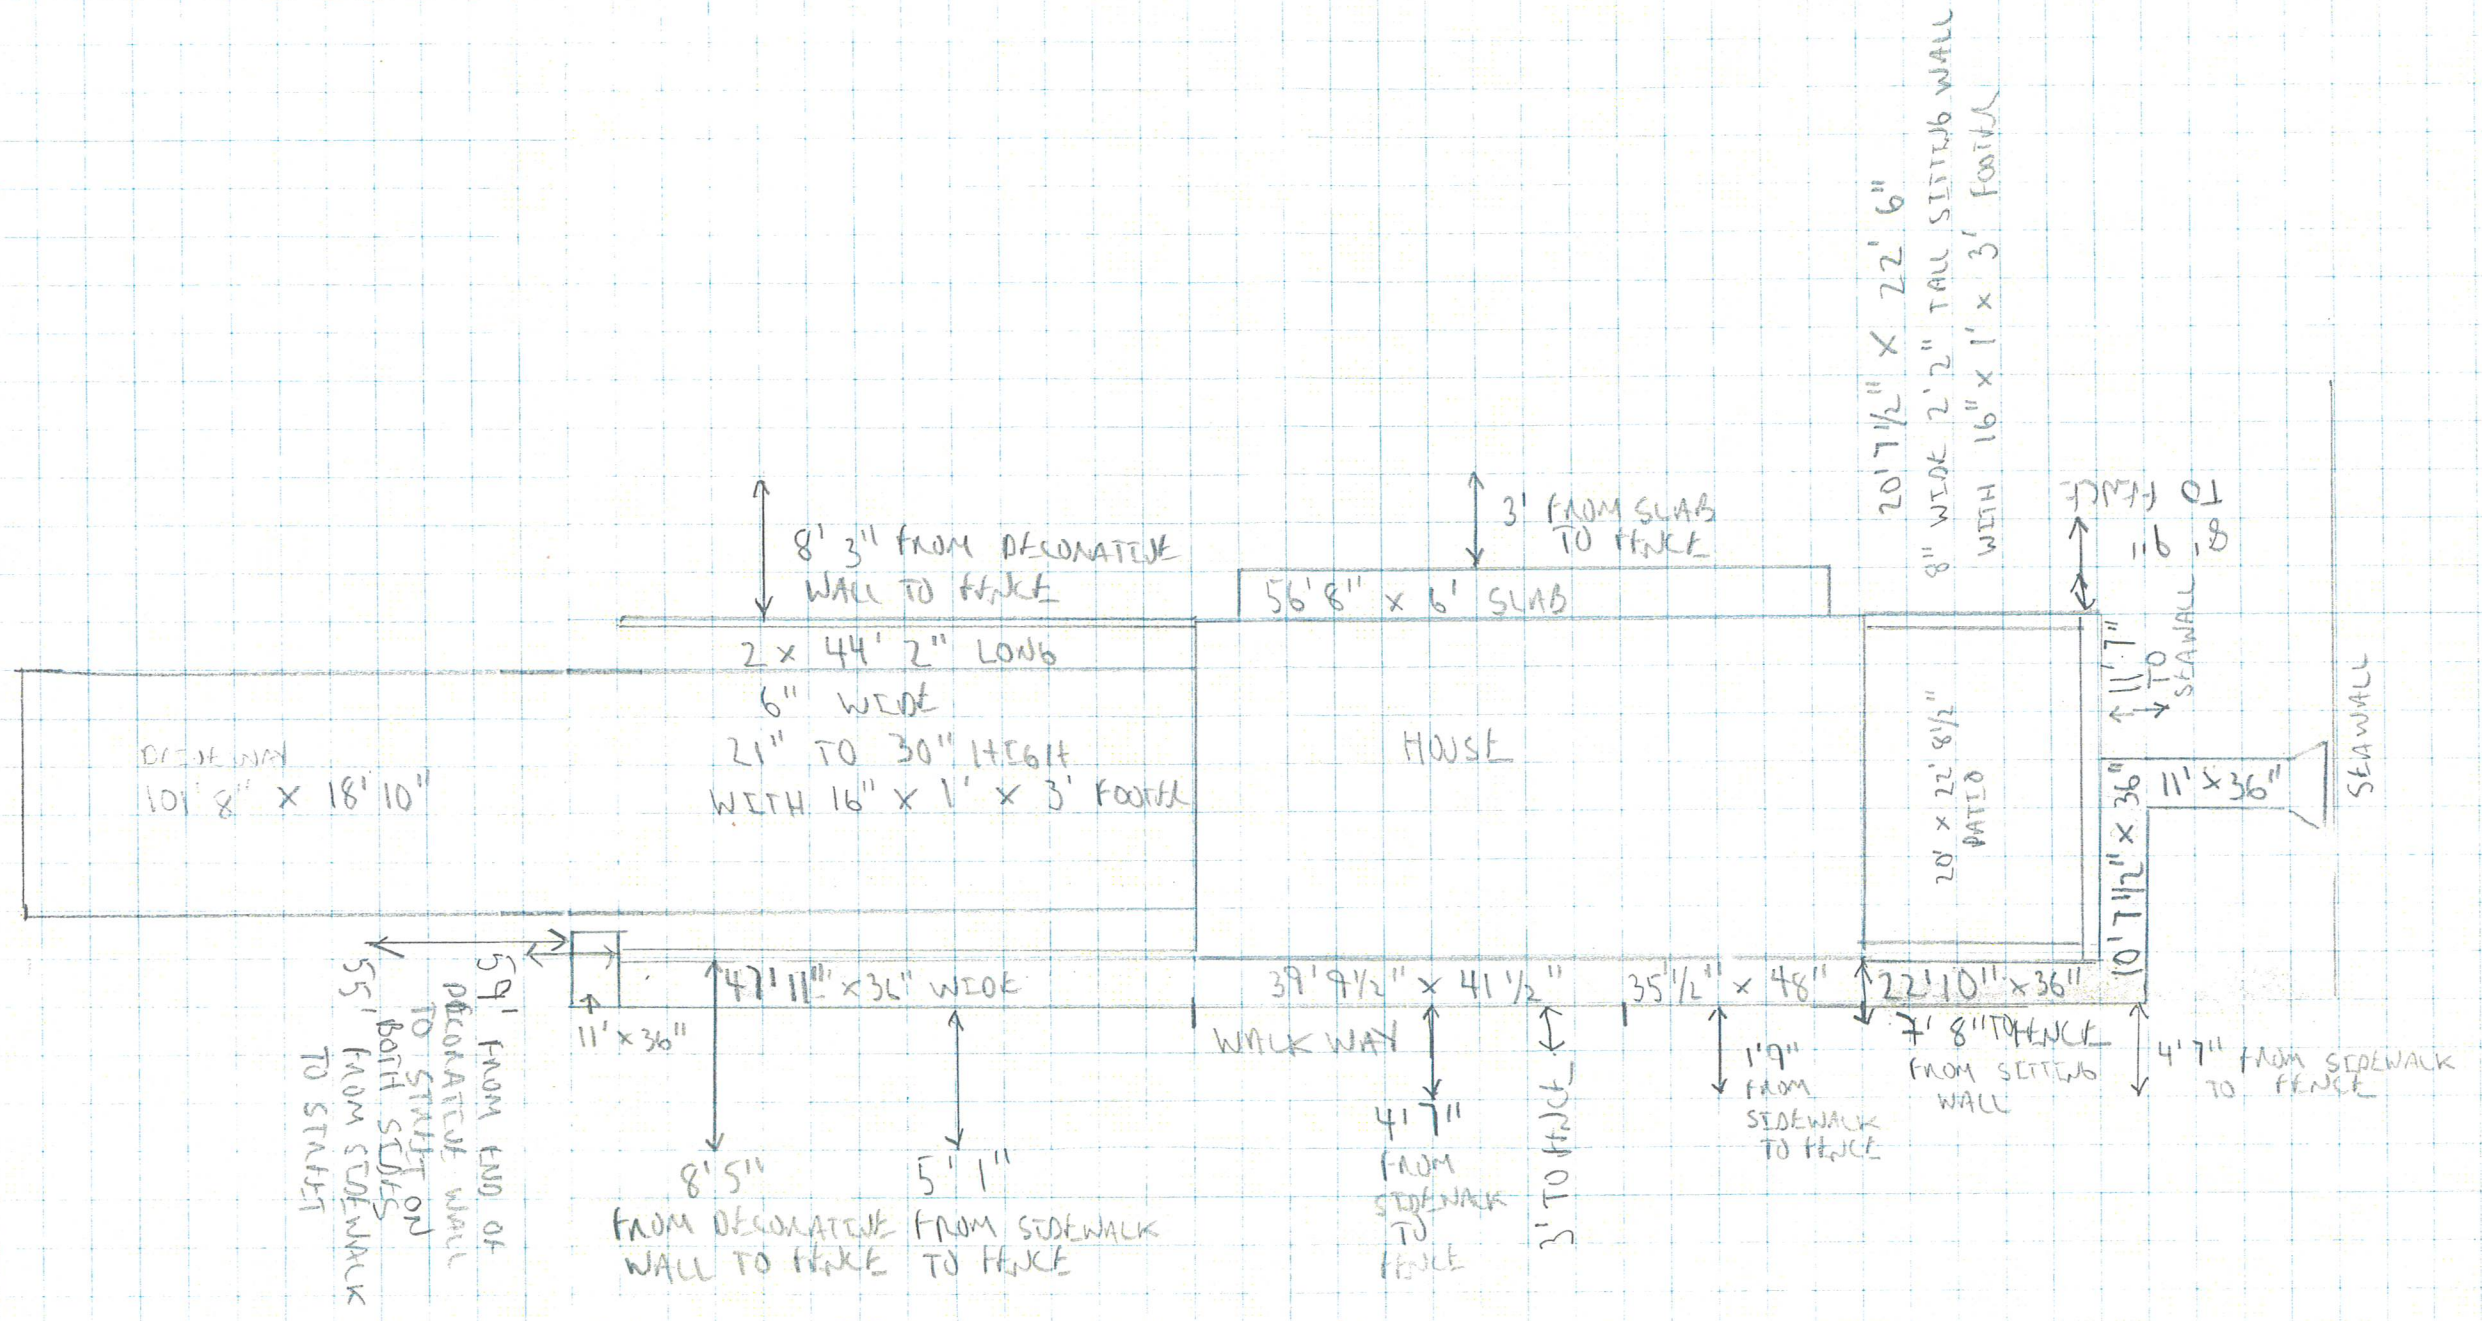 20' 7 1/2" X 22' 6"
8" WIDE 2' 2" TALL SITTING WALL
WITH 16" x 1' x 3' FOOTER
8' 3" FROM DECORATIVE
WALL TO FENCE
3' FROM SLAB
TO FENCE
8' 9"
TO FENCE
56' 8" x 6' SLAB
2 x 44' 2" LONG
6" WIDE
21" TO 30" HIGH
WITH 16" x 1' x 3' FOOTER
DRIVEWAY
101' 8" x 18' 10"
HOUSE
20' x 22' 8 1/2"
PATIO
11' 7"
TO
SEAWALL
SEAWALL
11' x 36"
10' 7 1/2" x 36"
47' 11" x 36" WIDE
39' 9 1/2" x 41 1/2"
35' 1/2" x 48"
22' 10" x 36"
11' x 36"
WALKWAY
59' FROM END OF
DECORATIVE WALL
TO STREET ON
BOTH SIDES
55' FROM SIDEWALK
TO STREET
8' 5"
FROM DECORATIVE
WALL TO FENCE
5' 1"
FROM SIDEWALK
TO FENCE
4' 7"
FROM
SIDEWALK
TO
FENCE
3' TO FENCE
1' 9"
FROM
SIDEWALK
TO FENCE
7' 8" TO FENCE
FROM SITTING
WALL
4' 7" FROM SIDEWALK
TO FENCE